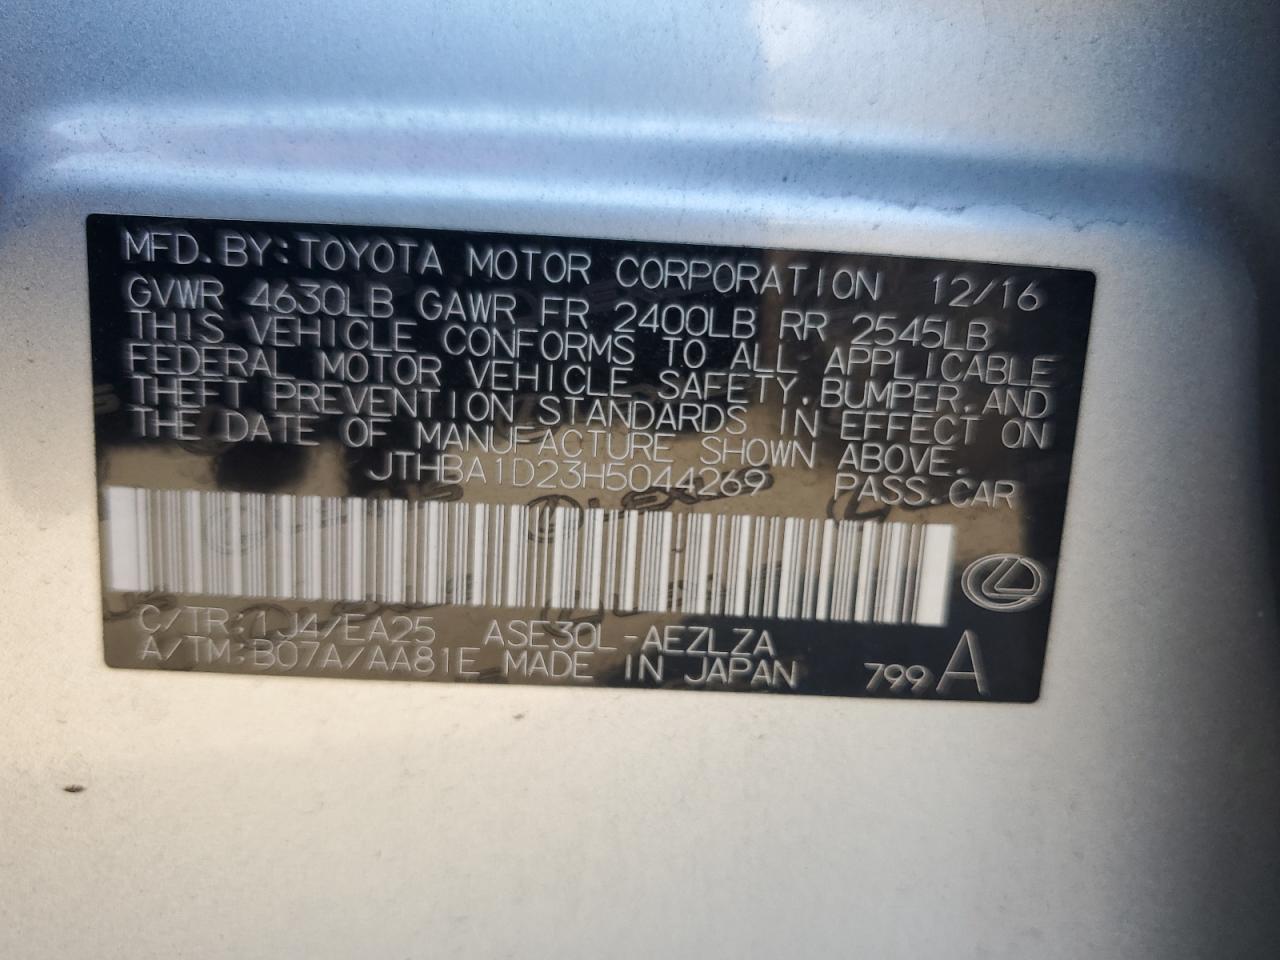 MFD.BY:TOYOTA MOTOR CORPORATION 12/16
GVWR 4630LB GAWR FR 2400LB RR 2545LB
THIS VEHICLE CONFORMS TO ALL APPLICABLE
FEDERAL MOTOR VEHICLE SAFETY,BUMPER,AND
THEFT PREVENTION STANDARDS IN EFFECT ON
THE DATE OF MANUFACTURE SHOWN ABOVE.
JTHBA1D23H5044269 PASS.CAR
C/TR:1J4/EA25 ASE30L-AEZLZA
A/TM:B07A/AA81E MADE IN JAPAN 799 A